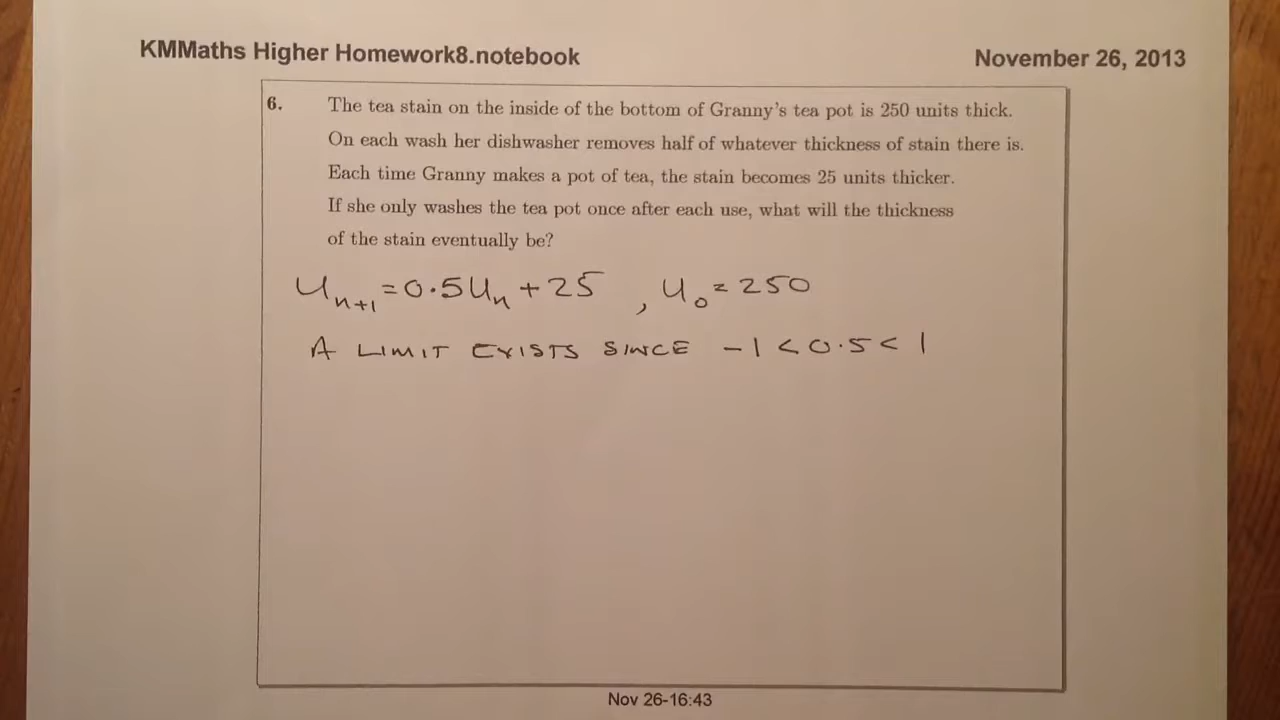 KMMaths Higher Homework8.notebook November 26, 2013
6. The tea stain on the inside of the bottom of Granny's tea pot is 250 units thick.
On each wash her dishwasher removes half of whatever thickness of stain there is.
Each time Granny makes a pot of tea, the stain becomes 25 units thicker.
If she only washes the tea pot once after each use, what will the thickness
of the stain eventually be?
Uₙ₊₁ = 0.5Uₙ + 25 , U₀ = 250
A LIMIT EXISTS SINCE -1 < 0.5 < 1
Nov 26-16:43